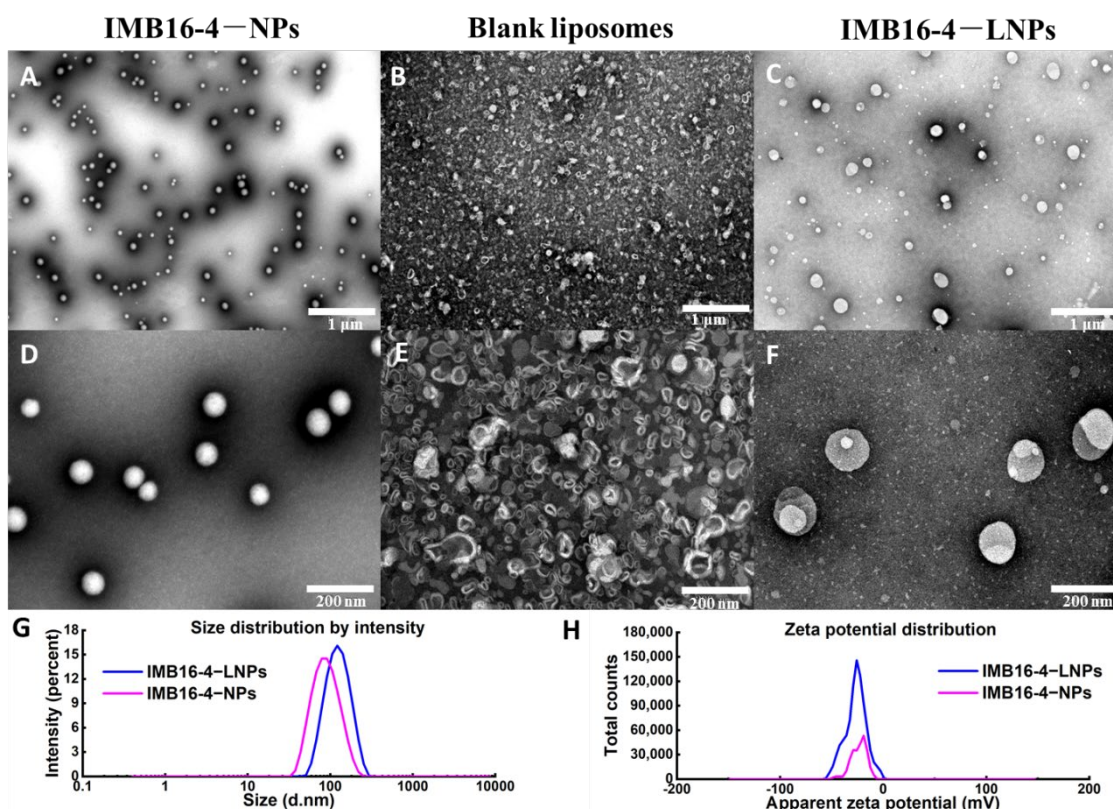 IMB16-4—NPs Blank liposomes IMB16-4—LNPs
A B C
1 μm 1 μm 1 μm
D E F
200 nm 200 nm 200 nm
G Size distribution by intensity
Intensity (percent)
18
15
12
9
6
3
0
IMB16-4−LNPs
IMB16-4−NPs
0.1 1 10 100 1000 10000
Size (d.nm)
H Zeta potential distribution
Total counts
180,000
150,000
120,000
90,000
60,000
30,000
0
IMB16-4−LNPs
IMB16-4−NPs
-200 -100 0 100 200
Apparent zeta potential (mV)